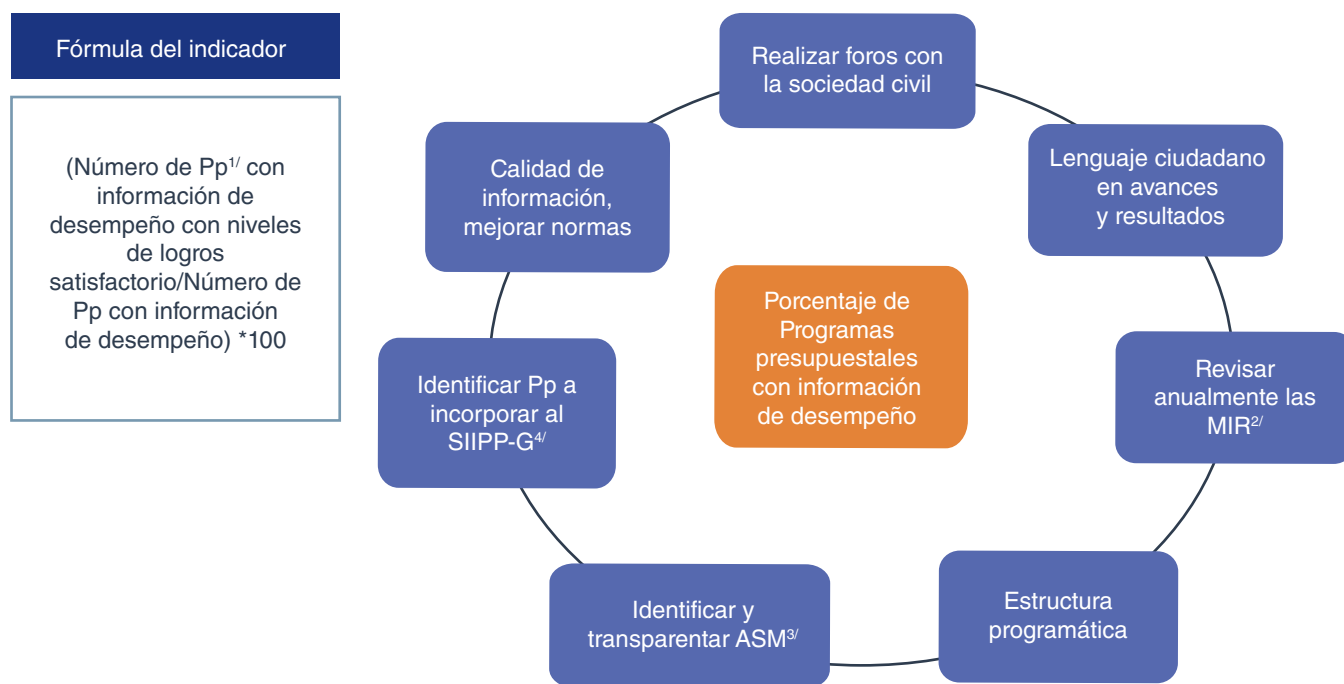 Fórmula del indicador
(Número de Pp1/ con
información de
desempeño con niveles
de logros
satisfactorio/Número de
Pp con información
de desempeño) *100
Realizar foros con
la sociedad civil
Lenguaje ciudadano
en avances
y resultados
Revisar
anualmente las
MIR2/
Estructura
programática
Identificar y
transparentar ASM3/
Identificar Pp a
incorporar al
SIIPP-G4/
Calidad de
información,
mejorar normas
Porcentaje de
Programas
presupuestales
con información
de desempeño